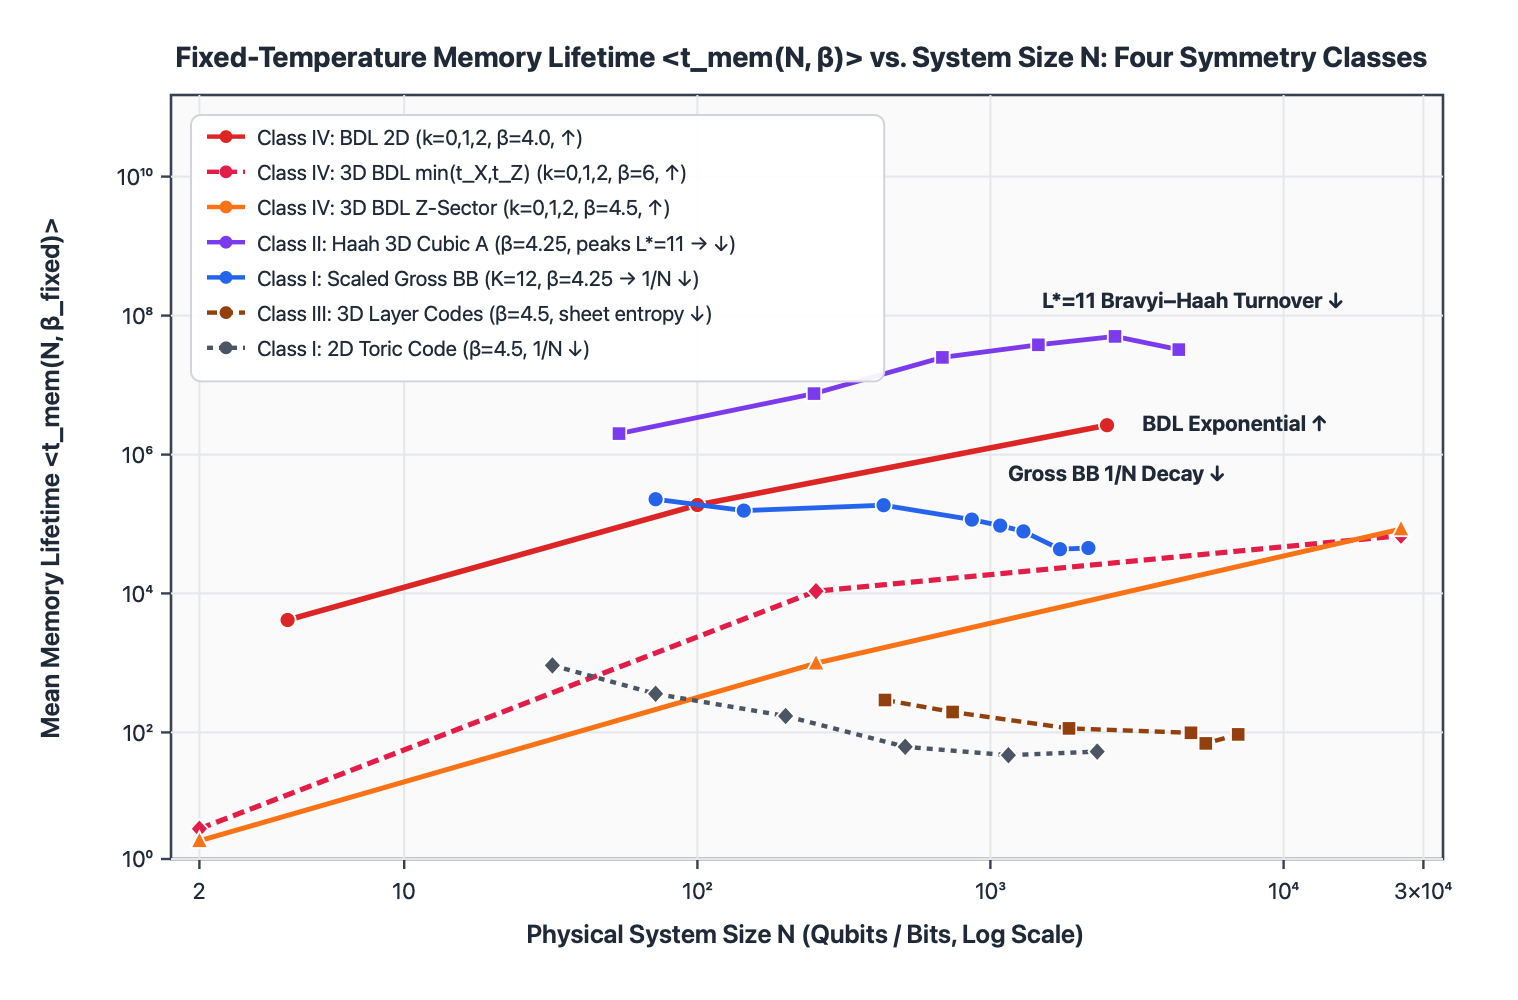 Fixed-Temperature Memory Lifetime <t_mem(N, β)> vs. System Size N: Four Symmetry Classes
Class IV: BDL 2D (k=0,1,2, β=4.0, ↑)
Class IV: 3D BDL min(t_X,t_Z) (k=0,1,2, β=6, ↑)
Class IV: 3D BDL Z-Sector (k=0,1,2, β=4.5, ↑)
Class II: Haah 3D Cubic A (β=4.25, peaks L*=11 → ↓)
Class I: Scaled Gross BB (K=12, β=4.25 → 1/N ↓)
Class III: 3D Layer Codes (β=4.5, sheet entropy ↓)
Class I: 2D Toric Code (β=4.5, 1/N ↓)
10¹⁰
10⁸
10⁶
10⁴
10²
10⁰
Mean Memory Lifetime <t_mem(N, β_fixed)>
L*=11 Bravyi–Haah Turnover ↓
BDL Exponential ↑
Gross BB 1/N Decay ↓
2
10
10²
10³
10⁴
3×10⁴
Physical System Size N (Qubits / Bits, Log Scale)